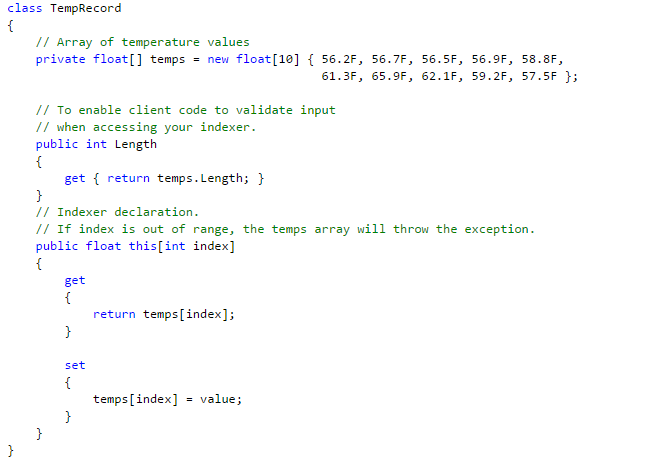 class TempRecord
{
    // Array of temperature values
    private float[] temps = new float[10] { 56.2F, 56.7F, 56.5F, 56.9F, 58.8F,
                                            61.3F, 65.9F, 62.1F, 59.2F, 57.5F };

    // To enable client code to validate input
    // when accessing your indexer.
    public int Length
    {
        get { return temps.Length; }
    }
    // Indexer declaration.
    // If index is out of range, the temps array will throw the exception.
    public float this[int index]
    {
        get
        {
            return temps[index];
        }

        set
        {
            temps[index] = value;
        }
    }
}